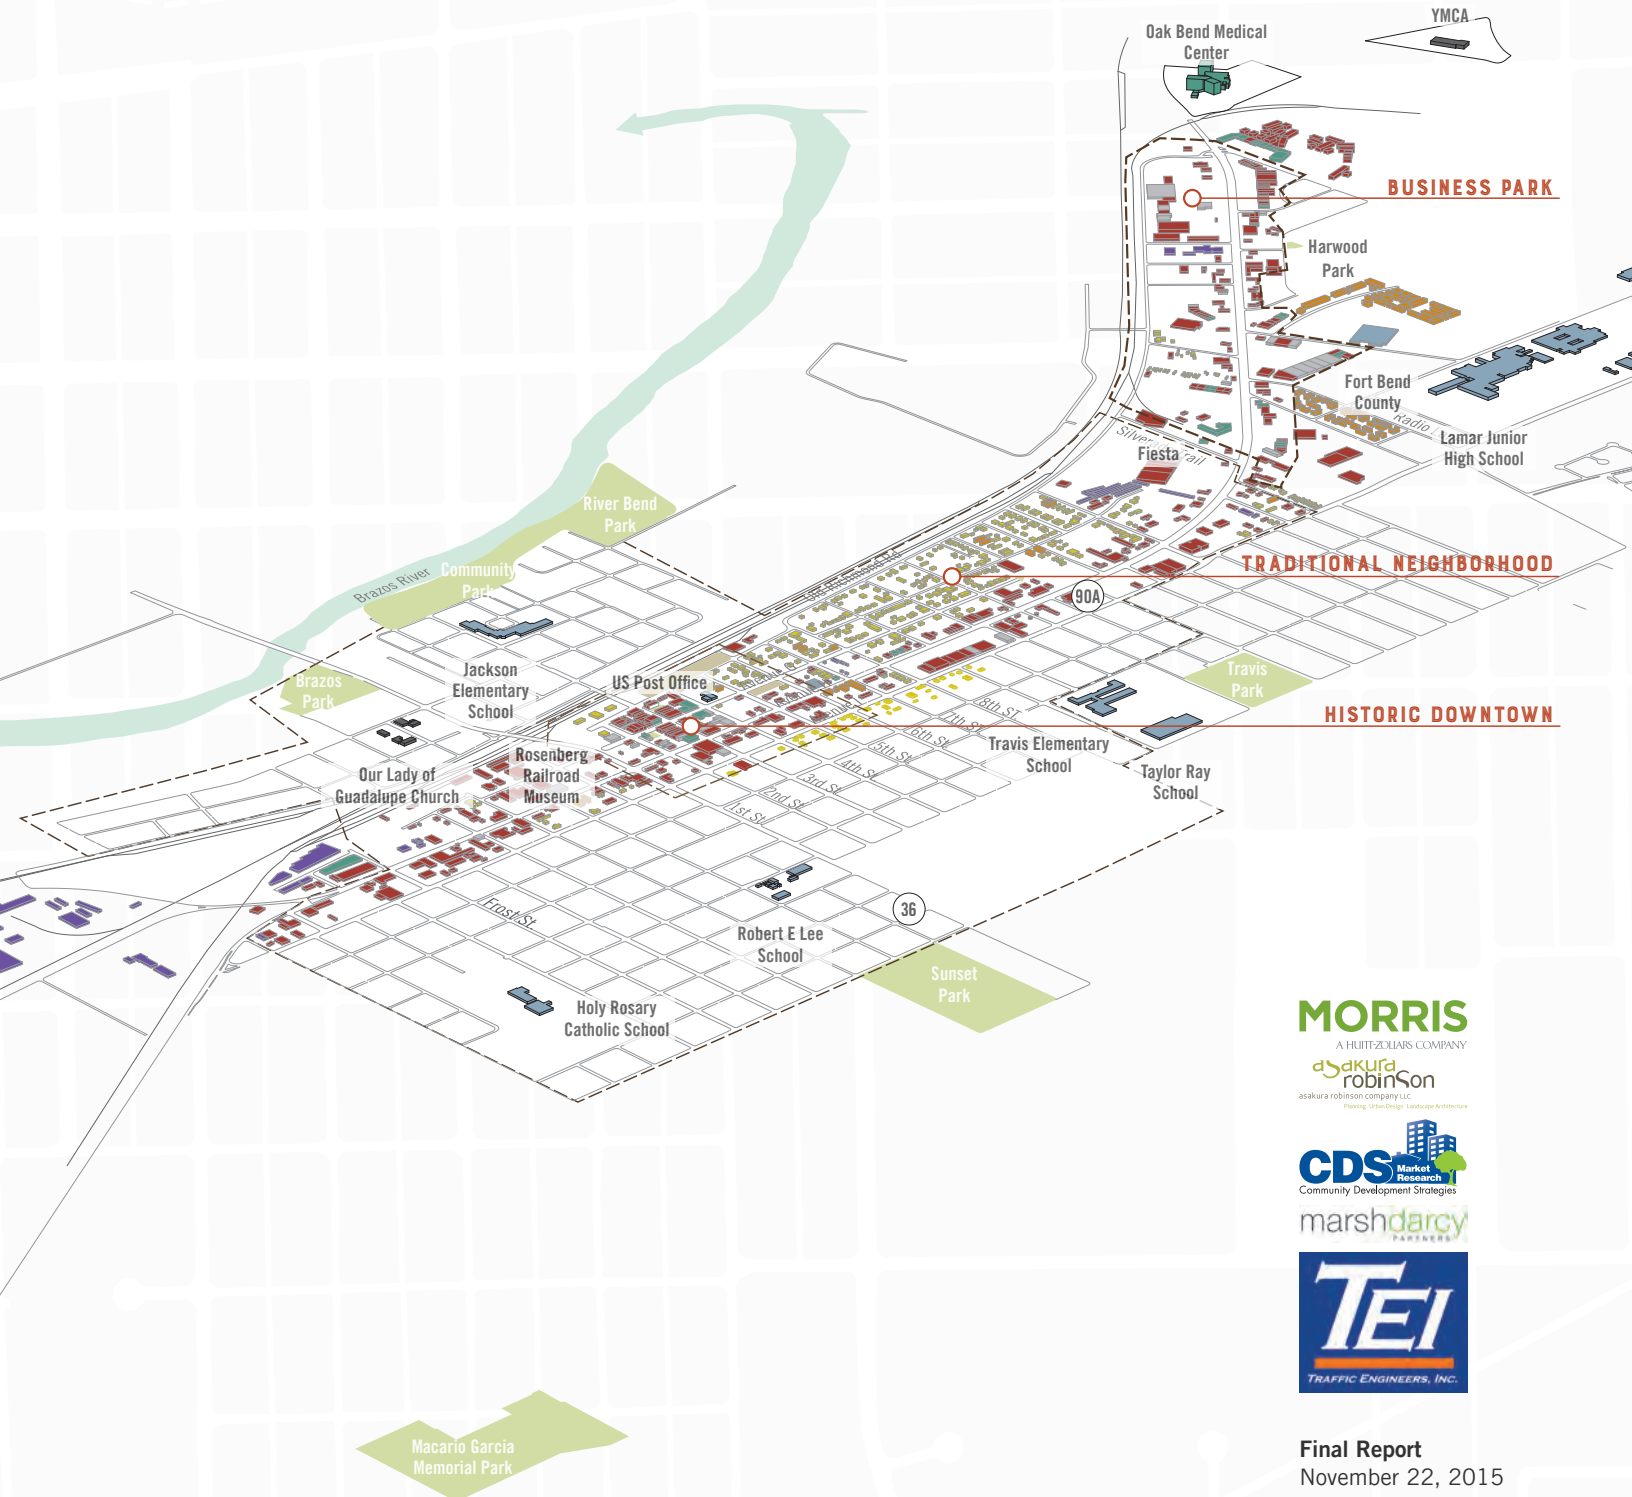 YMCA
Oak Bend Medical
Center
BUSINESS PARK
Harwood
Park
Fort Bend
County
Radio
Lamar Junior
High School
Fiesta
River Bend
Park
Community
Park
Brazos River
TRADITIONAL NEIGHBORHOOD
90A
Jackson
Elementary
School
US Post Office
Brazos
Park
Travis
Park
HISTORIC DOWNTOWN
8th ST
7th ST
6th St
5th St
4th St
3rd St
2nd St
1st St
Travis Elementary
School
Taylor Ray
School
Rosenberg
Railroad
Museum
Our Lady of
Guadalupe Church
Frost St
36
Robert E Lee
School
Sunset
Park
Holy Rosary
Catholic School
MORRIS
A HUITT-ZOLLARS COMPANY
asakura
robinson
asakura robinson company LLC
Planning Urban Design Landscape Architecture
CDS Market
Research
Community Development Strategies
marshdarcy
PARTNERS
TEI
TRAFFIC ENGINEERS, INC.
Macario Garcia
Memorial Park
Final Report
November 22, 2015